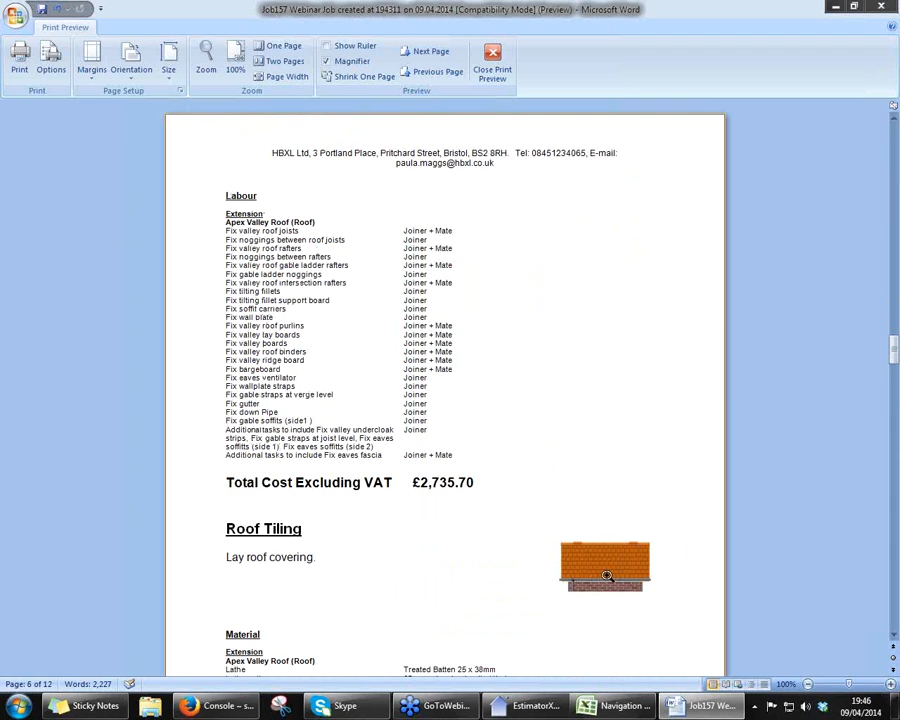 Job157 Webinar Job created at 194311 on 09.04.2014 [Compatibility Mode] (Preview) - Microsoft Word
Print Preview
Print
Options
Margins
Orientation
Size
Zoom
100%
One Page
Two Pages
Page Width
Show Ruler
Magnifier
Shrink One Page
Next Page
Previous Page
Close Print Preview
Print
Page Setup
Zoom
Preview
HBXL Ltd, 3 Portland Place, Pritchard Street, Bristol, BS2 8RH. Tel: 08451234065, E-mail:
paula.maggs@hbxl.co.uk
Labour
Extension
Apex Valley Roof (Roof)
Fix valley roof joists Joiner + Mate
Fix noggings between roof joists Joiner
Fix valley roof rafters Joiner + Mate
Fix noggings between rafters Joiner
Fix valley roof gable ladder rafters Joiner + Mate
Fix gable ladder noggings Joiner
Fix valley roof intersection rafters Joiner + Mate
Fix tilting fillets Joiner
Fix tilting fillet support board Joiner
Fix soffit carriers Joiner
Fix wall plate Joiner
Fix valley roof purlins Joiner + Mate
Fix valley lay boards Joiner + Mate
Fix valley boards Joiner + Mate
Fix valley roof binders Joiner + Mate
Fix valley ridge board Joiner + Mate
Fix bargeboard Joiner + Mate
Fix eaves ventilator Joiner
Fix wallplate straps Joiner
Fix gable straps at verge level Joiner
Fix gutter Joiner
Fix down Pipe Joiner
Fix gable soffits (side1 ) Joiner
Additional tasks to include Fix valley undercloak Joiner
strips, Fix gable straps at joist level, Fix eaves
soffits (side 1) Fix eaves soffits (side 2)
Additional tasks to include Fix eaves fascia Joiner + Mate
Total Cost Excluding VAT £2,735.70
Roof Tiling
Lay roof covering.
Material
Extension
Apex Valley Roof (Roof)
Lathe Treated Batten 25 x 38mm
Page: 6 of 12
Words: 2,227
100%
Sticky Notes
Console – s...
Skype
GoToWebi...
EstimatorX...
Navigation ...
Job157 We...
19:46
09/04/2014